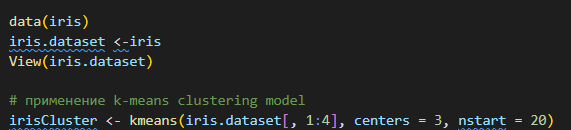 data(iris)
iris.dataset <-iris
View(iris.dataset)
# применение k-means clustering model
irisCluster <- kmeans(iris.dataset[, 1:4], centers = 3, nstart = 20)